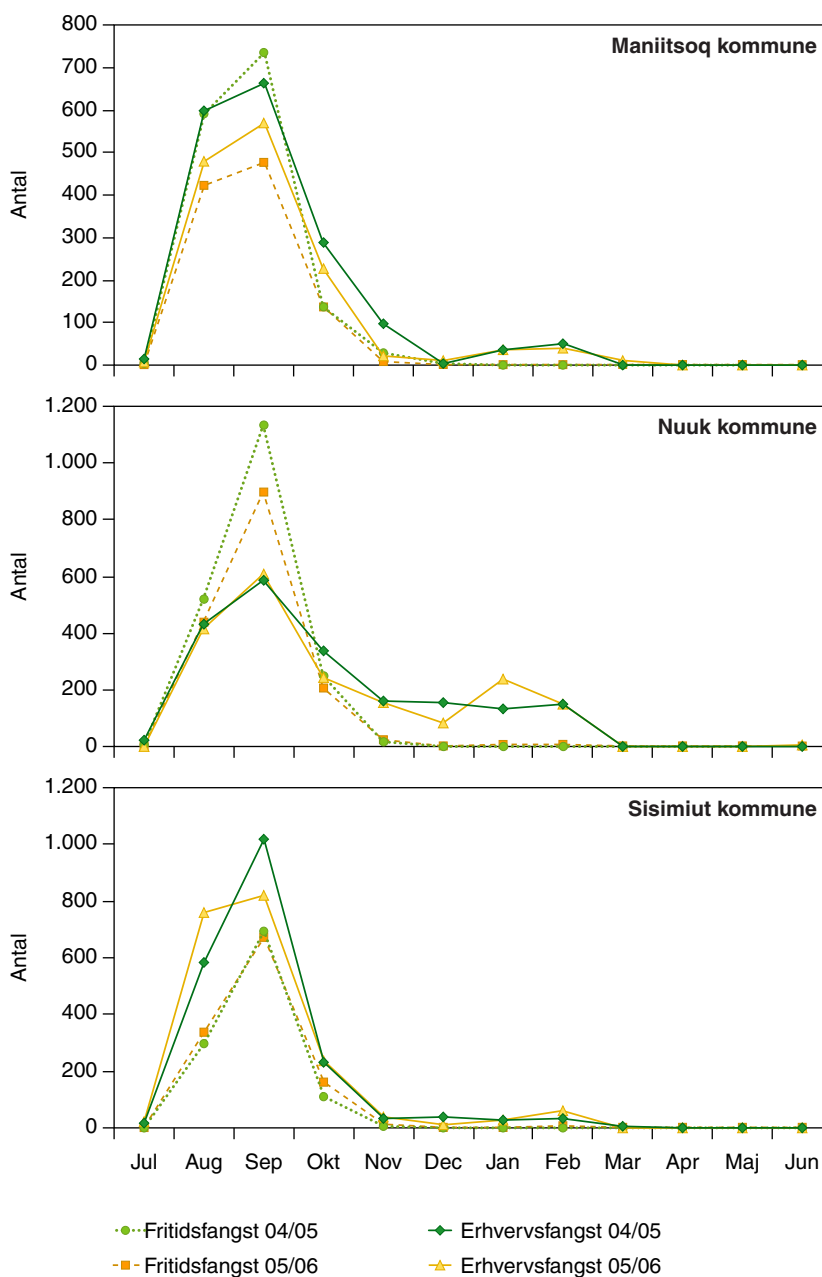 Maniitsoq kommune
Antal
800
700
600
500
400
300
200
100
0
Nuuk kommune
Antal
1.200
1.000
800
600
400
200
0
Sisimiut kommune
Antal
1.200
1.000
800
600
400
200
0
Jul Aug Sep Okt Nov Dec Jan Feb Mar Apr Maj Jun
Fritidsfangst 04/05 Erhvervsfangst 04/05
Fritidsfangst 05/06 Erhvervsfangst 05/06